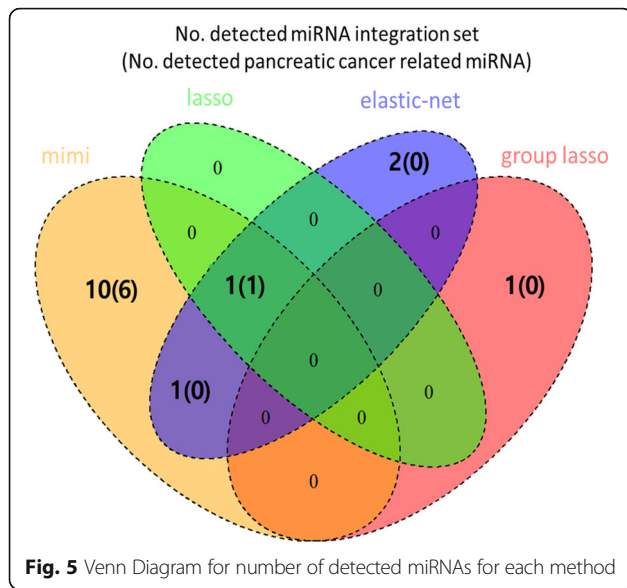 No. detected miRNA integration set
(No. detected pancreatic cancer related miRNA)
lasso
elastic-net
mimi
group lasso
0
2(0)
0
0
0
10(6)
1(1)
0
1(0)
0
1(0)
0
0
0
0
Fig. 5 Venn Diagram for number of detected miRNAs for each method